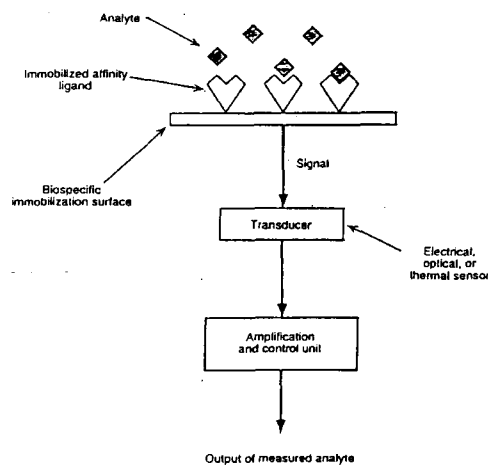 Analyte
Immobilized affinity
ligand
Biospecific
immobilization surface
Signal
Transducer
Electrical,
optical, or
thermal sensor
Amplification
and control unit
Output of measured analyte